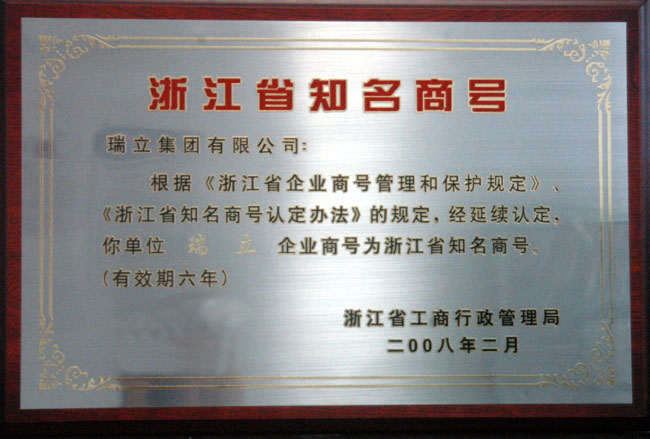 浙江省知名商号
瑞立集团有限公司：
根据《浙江省企业商号管理和保护规定》、
《浙江省知名商号认定办法》的规定，经延续认定，
你单位 瑞立 企业商号为浙江省知名商号。
（有效期六年）
浙江省工商行政管理局
二00八年二月